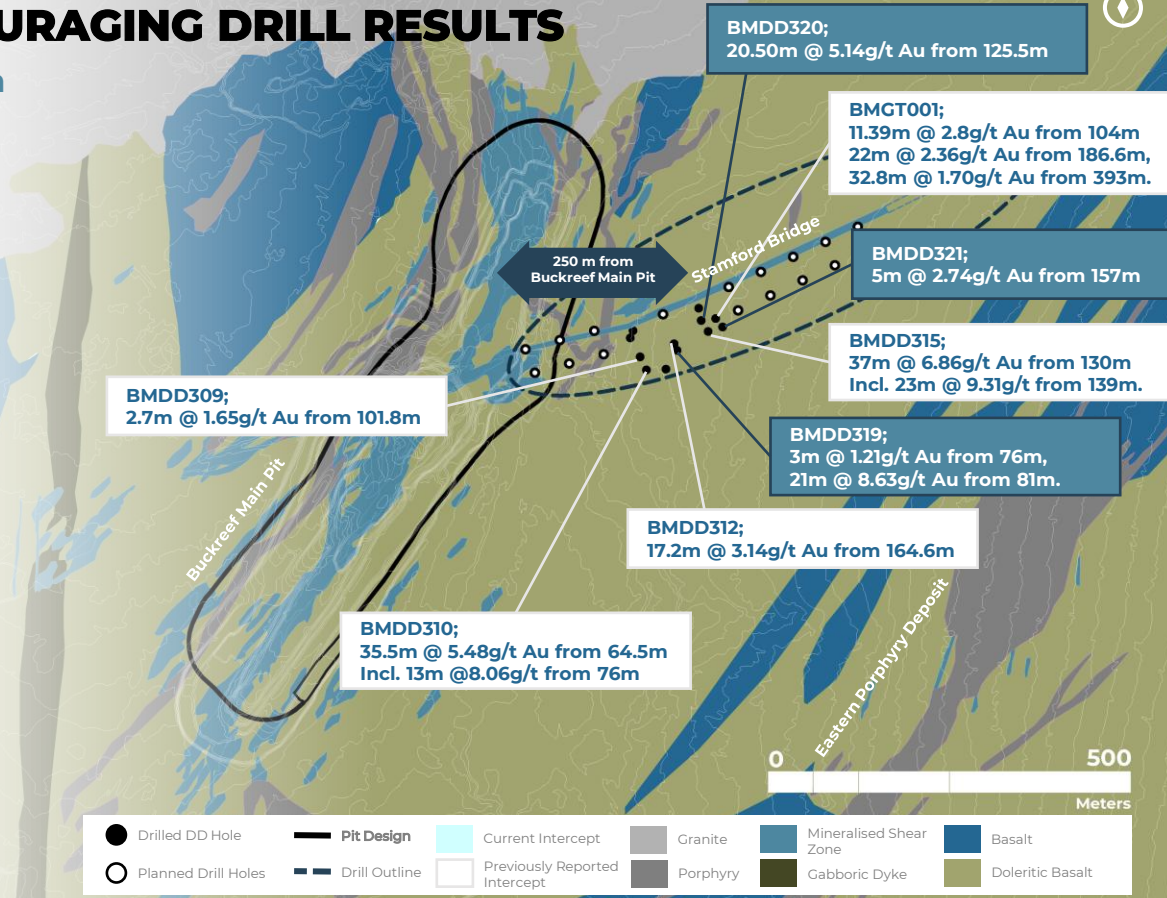 URAGING DRILL RESULTS
BMDD320;
20.50m @ 5.14g/t Au from 125.5m
BMGT001;
11.39m @ 2.8g/t Au from 104m
22m @ 2.36g/t Au from 186.6m,
32.8m @ 1.70g/t Au from 393m.
Stamford Bridge
250 m from
Buckreef Main Pit
BMDD321;
5m @ 2.74g/t Au from 157m
BMDD315;
37m @ 6.86g/t Au from 130m
Incl. 23m @ 9.31g/t Au from 139m.
BMDD309;
2.7m @ 1.65g/t Au from 101.8m
BMDD319;
3m @ 1.21g/t Au from 76m,
21m @ 8.63g/t Au from 81m.
Buckreef Main Pit
BMDD312;
17.2m @ 3.14g/t Au from 164.6m
BMDD310;
35.5m @ 5.48g/t Au from 64.5m
Incl. 13m @8.06g/t from 76m
Eastern Porphyry Deposit
0 500
Meters
Drilled DD Hole
Planned Drill Holes
Pit Design
Drill Outline
Current Intercept
Previously Reported
Intercept
Granite
Porphyry
Mineralised Shear
Zone
Gabboric Dyke
Basalt
Doleritic Basalt